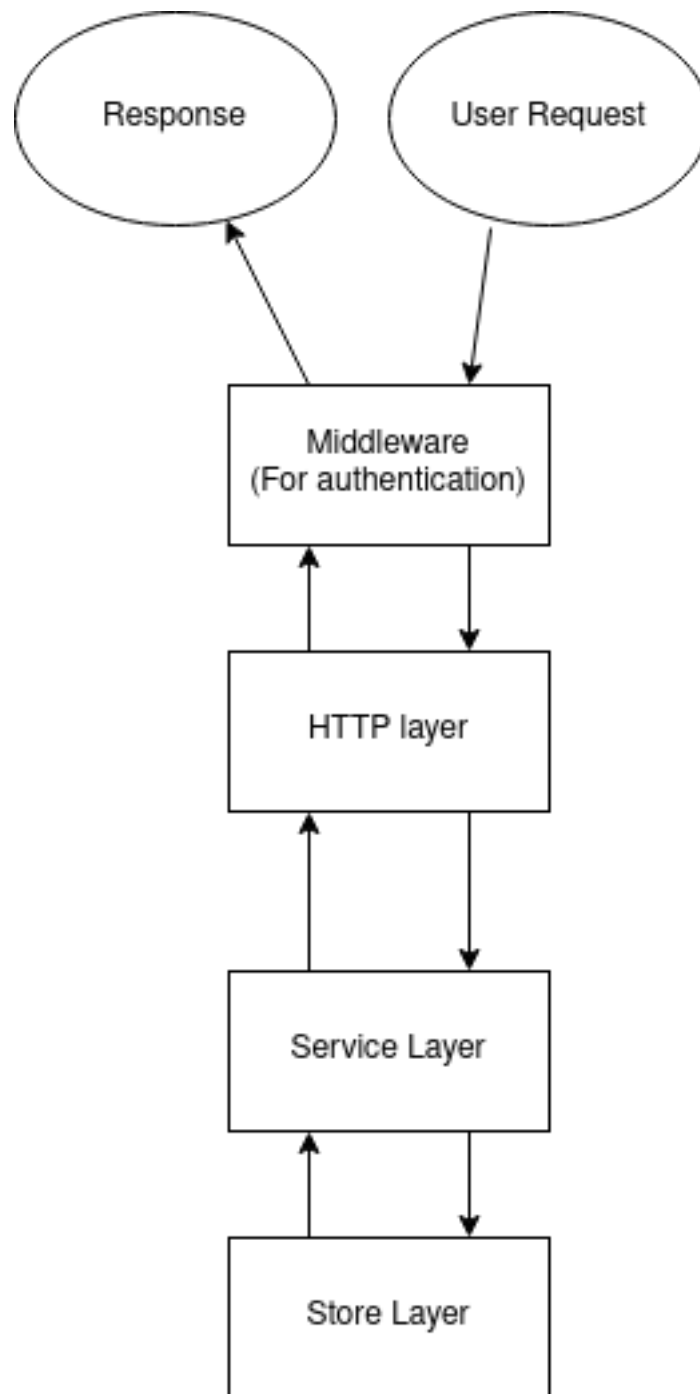 Response
User Request
Middleware
(For authentication)
HTTP layer
Service Layer
Store Layer